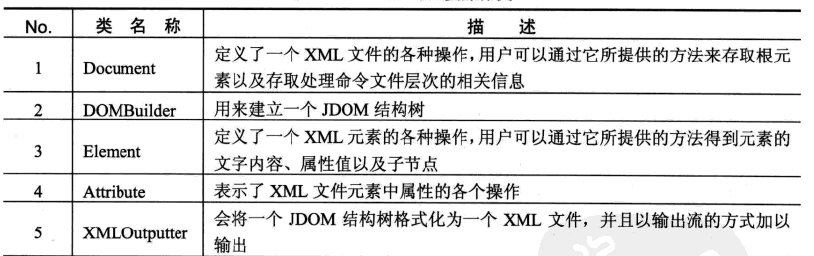 No. 类 名 称 描 述
1 Document 定义了一个 XML 文件的各种操作,用户可以通过它所提供的方法来存取根元
素以及存取处理命令文件层次的相关信息
2 DOMBuilder 用来建立一个 JDOM 结构树
3 Element 定义了一个 XML 元素的各种操作,用户可以通过它所提供的方法得到元素的
文字内容、属性值以及子节点
4 Attribute 表示了 XML 文件元素中属性的各个操作
5 XMLOutputter 会将一个 JDOM 结构树格式化为一个 XML 文件，并且以输出流的方式加以
输出